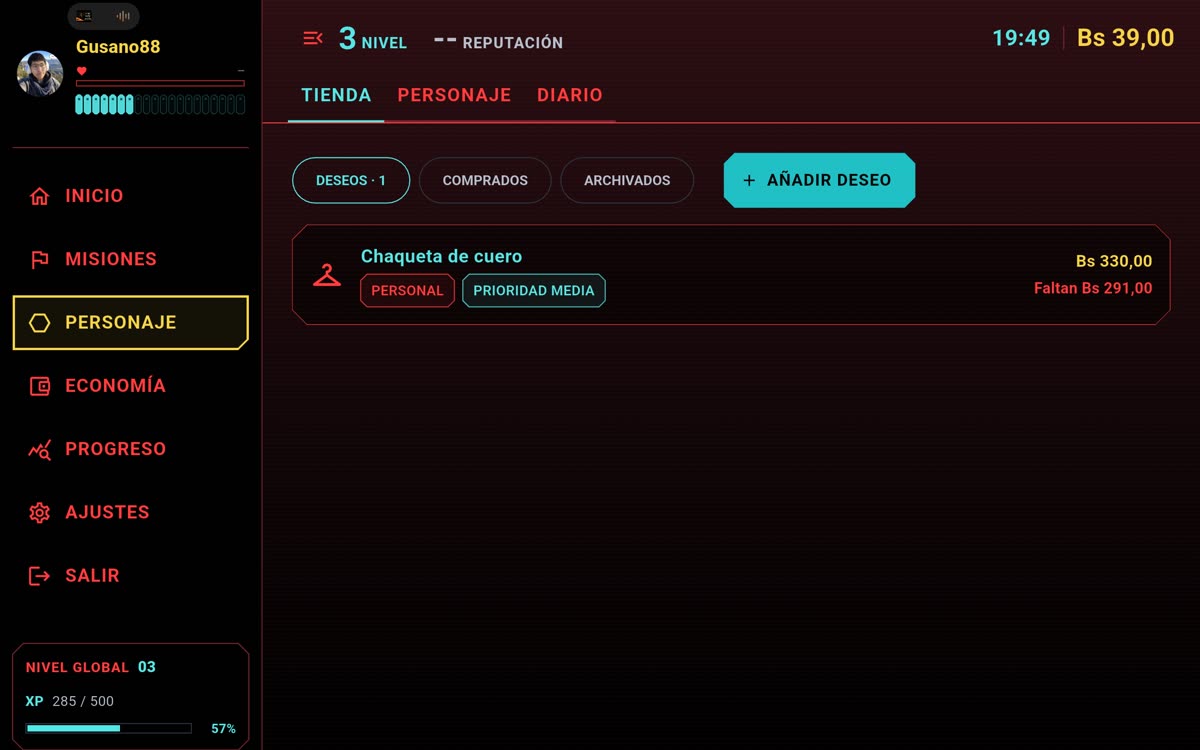 Gusano88
–
INICIO
MISIONES
PERSONAJE
ECONOMÍA
PROGRESO
AJUSTES
SALIR
NIVEL GLOBAL 03
XP 285 / 500
57%
3 NIVEL -- REPUTACIÓN
19:49 Bs 39,00
TIENDA PERSONAJE DIARIO
DESEOS · 1 COMPRADOS ARCHIVADOS + AÑADIR DESEO
Chaqueta de cuero
PERSONAL PRIORIDAD MEDIA
Bs 330,00
Faltan Bs 291,00